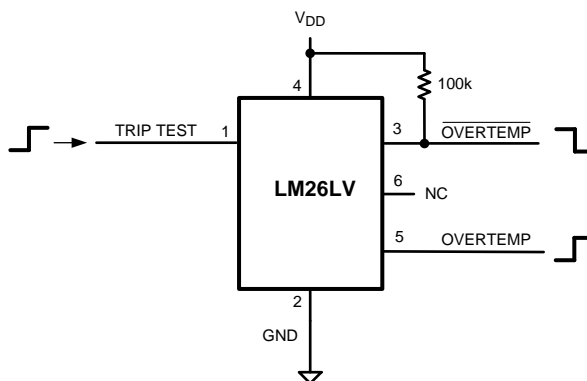 VDD
4
100k
TRIP TEST
1
3
OVERTEMP
LM26LV
6
NC
5
OVERTEMP
2
GND